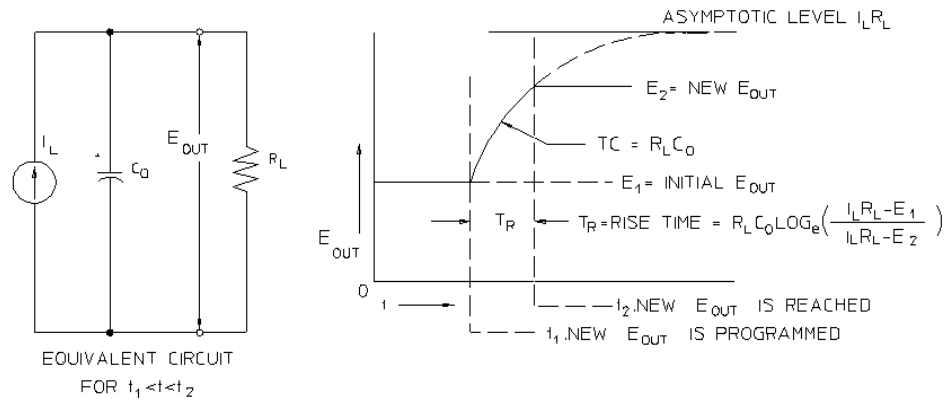 I_L
C_O
E_OUT
R_L
EQUIVALENT CIRCUIT
FOR t_1<t<t_2
ASYMPTOTIC LEVEL I_LR_L
E_2= NEW E_OUT
TC = R_LC_O
E_1= INITIAL E_OUT
T_R
T_R=RISE TIME = R_LC_OLOG_e(I_LR_L-E_1/I_LR_L-E_2)
E_OUT
0
t
t_2.NEW E_OUT IS REACHED
t_1.NEW E_OUT IS PROGRAMMED